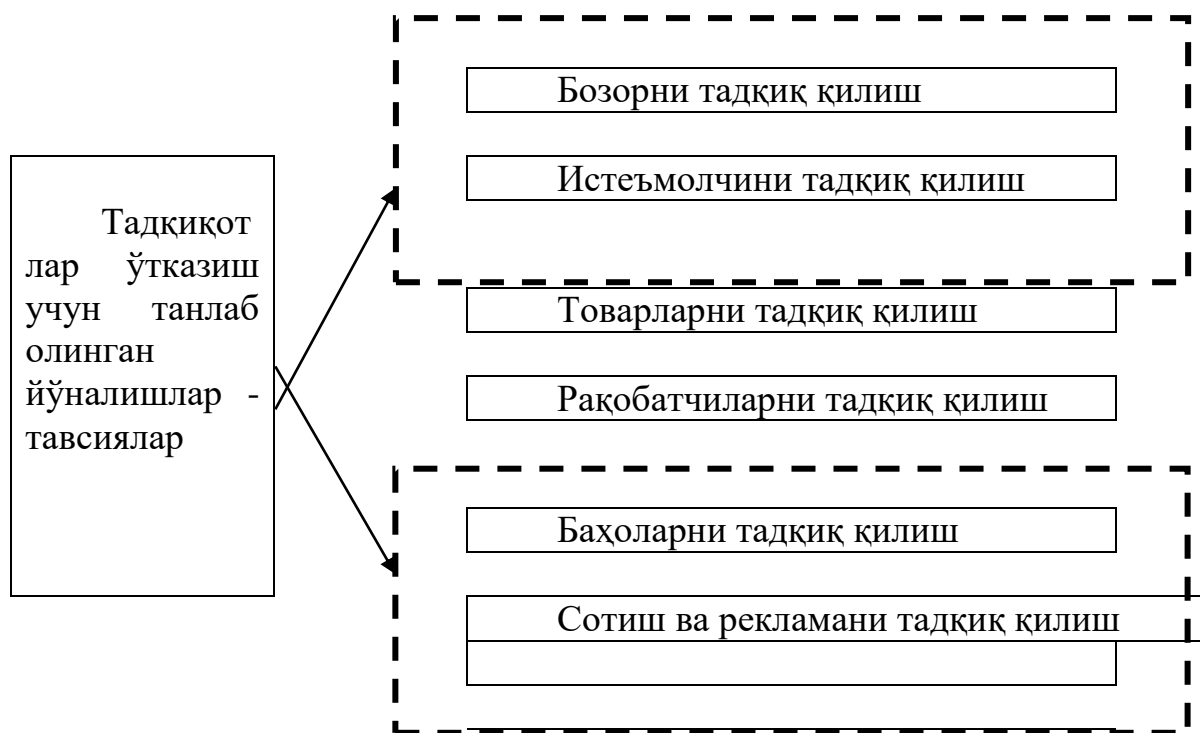 Тадқиқот
лар ўтказиш
учун танлаб
олинган
йўналишлар -
тавсиялар
Бозорни тадқиқ қилиш
Истеъмолчини тадқиқ қилиш
Товарларни тадқиқ қилиш
Рақобатчиларни тадқиқ қилиш
Баҳоларни тадқиқ қилиш
Сотиш ва рекламани тадқиқ қилиш